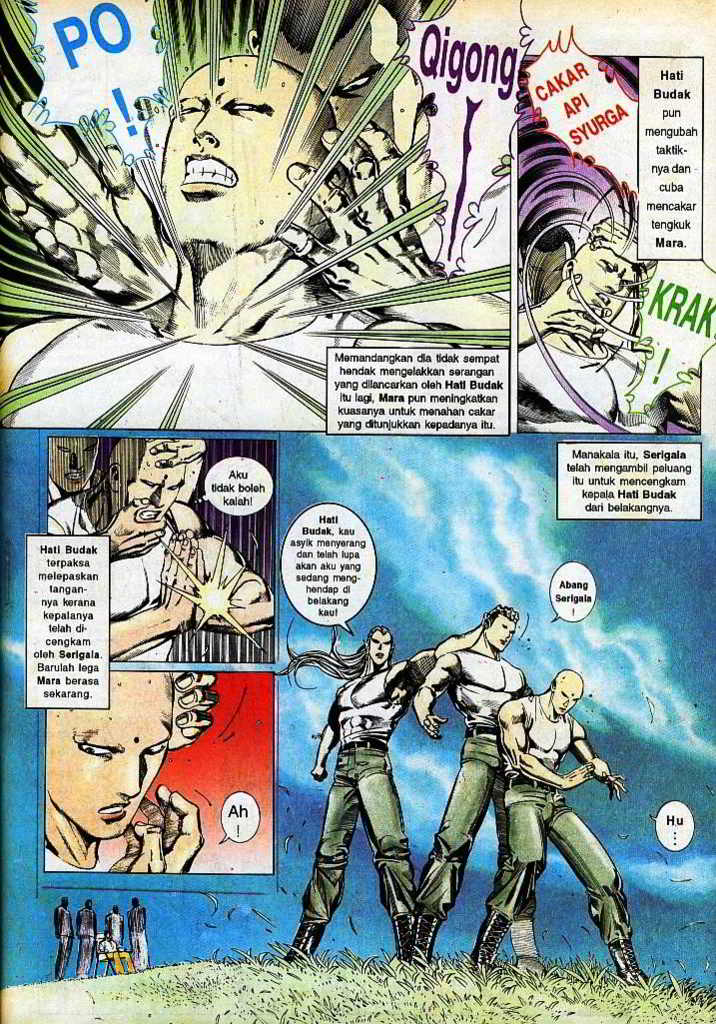 PO
!
Qigong
!
CAKAR
API
SYURGA
Hati
Budak
pun
mengubah
taktik-
nya dan
cuba
mencakar
tengkuk
Mara.
KRAK
!
Memandangkan dia tidak sempat
hendak mengelakkan serangan
yang dilancarkan oleh Hati Budak
itu lagi, Mara pun meningkatkan
kuasanya untuk menahan cakar
yang ditunjukkan kepadanya itu.
Manakala itu, Serigala
telah mengambil peluang
itu untuk mencengkam
kepala Hati Budak
dari belakangnya.
Aku
tidak boleh
kalah!
Hati Budak
terpaksa
melepaskan
tangan-
nya kerana
kepalanya
telah di-
cengkam
oleh Serigala.
Barulah lega
Mara berasa
sekarang.
Hati
Budak, kau
asyik menyerang
dan telah lupa
akan aku yang
sedang meng-
hendap di
belakang
kau!
Abang
Serigala
!
Ah
!
Hu
...